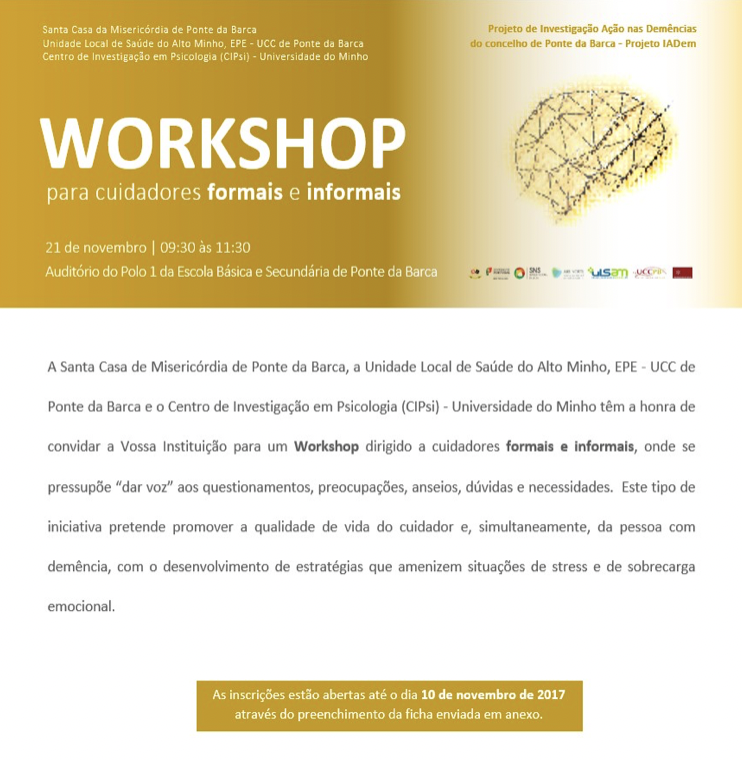 Santa Casa da Misericórdia de Ponte da Barca
Unidade Local de Saúde do Alto Minho, EPE - UCC de Ponte da Barca
Centro de Investigação em Psicologia (CIPsi) - Universidade do Minho
Projeto de Investigação Ação nas Demências
do concelho de Ponte da Barca - Projeto IADem
WORKSHOP
para cuidadores formais e informais
21 de novembro | 09:30 às 11:30
Auditório do Polo 1 da Escola Básica e Secundária de Ponte da Barca
SNS
ulsam
A Santa Casa de Misericórdia de Ponte da Barca, a Unidade Local de Saúde do Alto Minho, EPE - UCC de
Ponte da Barca e o Centro de Investigação em Psicologia (CIPsi) - Universidade do Minho têm a honra de
convidar a Vossa Instituição para um Workshop dirigido a cuidadores formais e informais, onde se
pressupõe “dar voz” aos questionamentos, preocupações, anseios, dúvidas e necessidades. Este tipo de
iniciativa pretende promover a qualidade de vida do cuidador e, simultaneamente, da pessoa com
demência, com o desenvolvimento de estratégias que amenizem situações de stress e de sobrecarga
emocional.
As inscrições estão abertas até o dia 10 de novembro de 2017
através do preenchimento da ficha enviada em anexo.